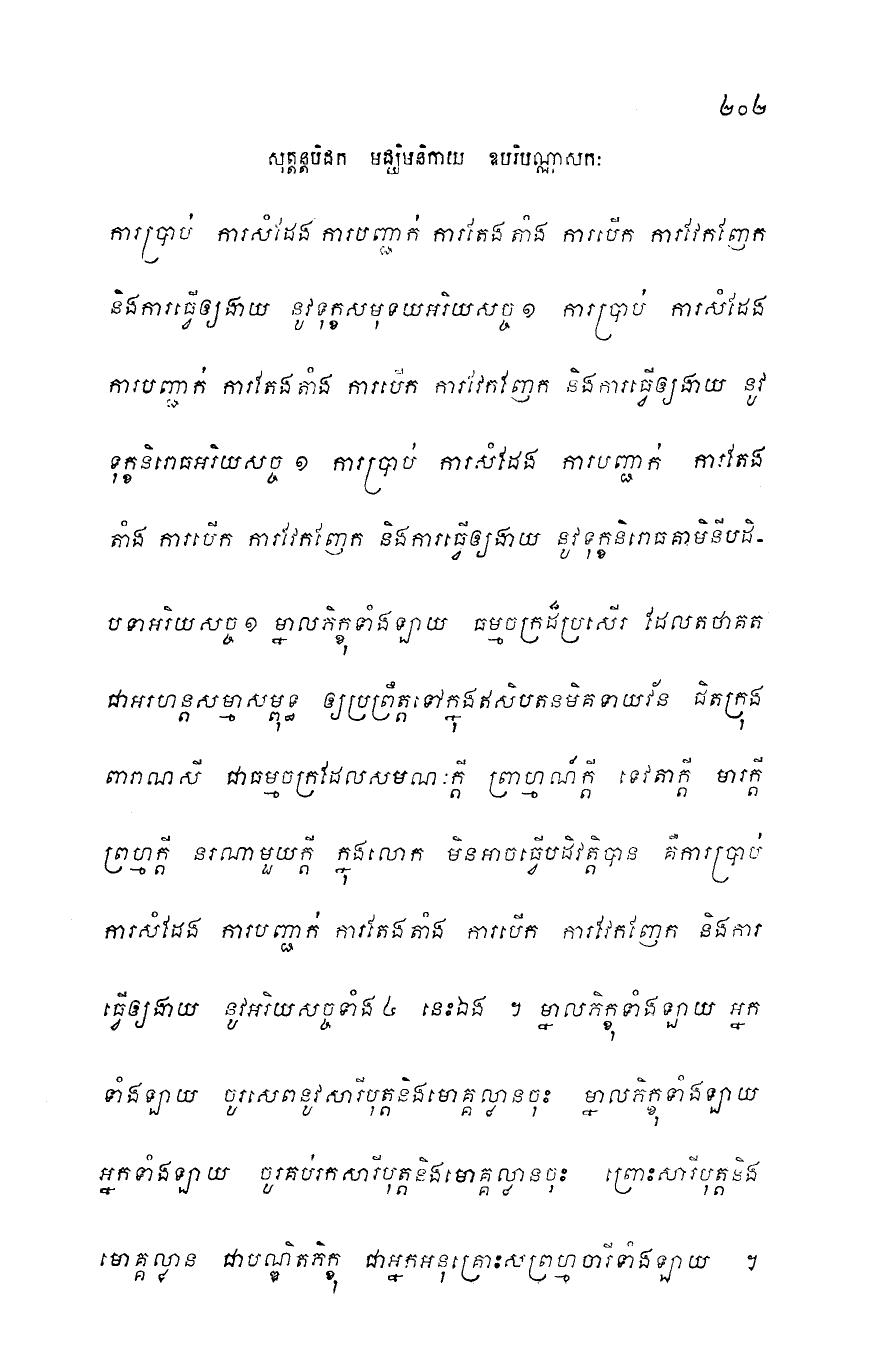 ២០២
សុត្តន្តបិដក មជ្ឈិមនិកាយ ឧបរិបណ្ណាសកៈ
ការប្រាប់ ការសំដែង ការបញ្ជាក់ ការតែងតាំង ការបើក ការវែកញែក
និងការធ្វើឲ្យងាយ នូវទុក្ខសមុទយអរិយសច្ច ១ ការប្រាប់ ការសំដែង
ការបញ្ជាក់ ការតែងតាំង ការបើក ការវែកញែក និងការធ្វើឲ្យងាយ នូវ
ទុក្ខនិរោធអរិយសច្ច ១ ការប្រាប់ ការសំដែង ការបញ្ជាក់ ការតែង
តាំង ការបើក ការវែកញែក និងការធ្វើឲ្យងាយ នូវទុក្ខនិរោធគាមិនីបដិ-
បទាអរិយសច្ច ១ ម្នាលភិក្ខុទាំងឡាយ ធម្មចក្រដ៏ប្រសើរ ដែលតថាគត
ជាអរហន្តសម្មាសម្ពុទ្ធ ឲ្យប្រព្រឹត្តទៅក្នុងឥសិបតនមិគទាយវ័ន ជិតក្រុង
ពារាណសី ជាធម្មចក្រដែលសមណៈក្តី ព្រាហ្មណ៍ក្តី ទេវតាក្តី មារក្តី
ព្រហ្មក្តី នរណាមួយក្តី ក្នុងលោក មិនអាចធ្វើបដិវត្តិបាន គឺការប្រាប់
ការសំដែង ការបញ្ជាក់ ការតែងតាំង ការបើក ការវែកញែក និងការ
ធ្វើឲ្យងាយ នូវអរិយសច្ចទាំង ៤ នេះឯង ។ ម្នាលភិក្ខុទាំងឡាយ អ្នក
ទាំងឡាយ ចូរសេពនូវសារីបុត្តនិងមោគ្គល្លានចុះ ម្នាលភិក្ខុទាំងឡាយ
អ្នកទាំងឡាយ ចូរគប់រកសារីបុត្តនិងមោគ្គល្លានចុះ ព្រោះសារីបុត្តនិង
មោគ្គល្លាន ជាបណ្ឌិតភិក្ខុ ជាអ្នកអនុគ្រោះសព្រហ្មចារីទាំងឡាយ ។